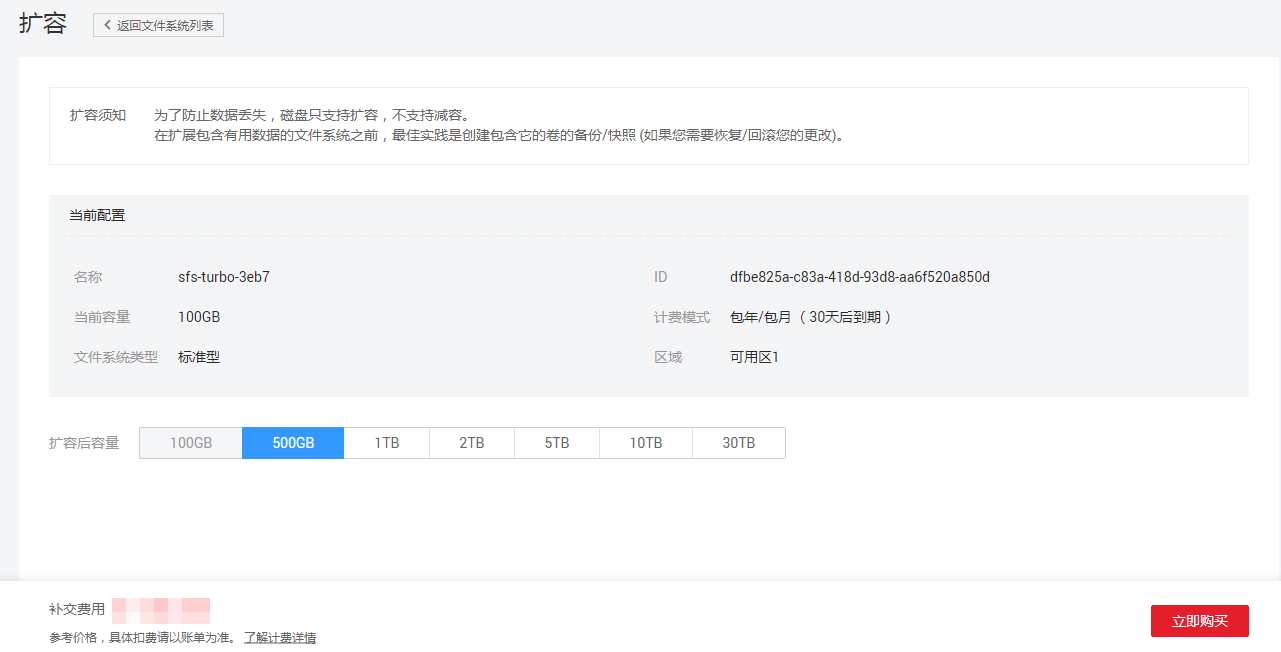 扩容
返回文件系统列表
扩容须知
为了防止数据丢失，磁盘只支持扩容，不支持减容。
在扩展包含有用数据的文件系统之前，最佳实践是创建包含它的卷的备份/快照 (如果您需要恢复/回滚您的更改)。
当前配置
名称 sfs-turbo-3eb7 ID dfbe825a-c83a-418d-93d8-aa6f520a850d
当前容量 100GB 计费模式 包年/包月 （30天后到期）
文件系统类型 标准型 区域 可用区1
扩容后容量 100GB 500GB 1TB 2TB 5TB 10TB 30TB
补交费用
参考价格，具体扣费请以账单为准。 了解计费详情
立即购买